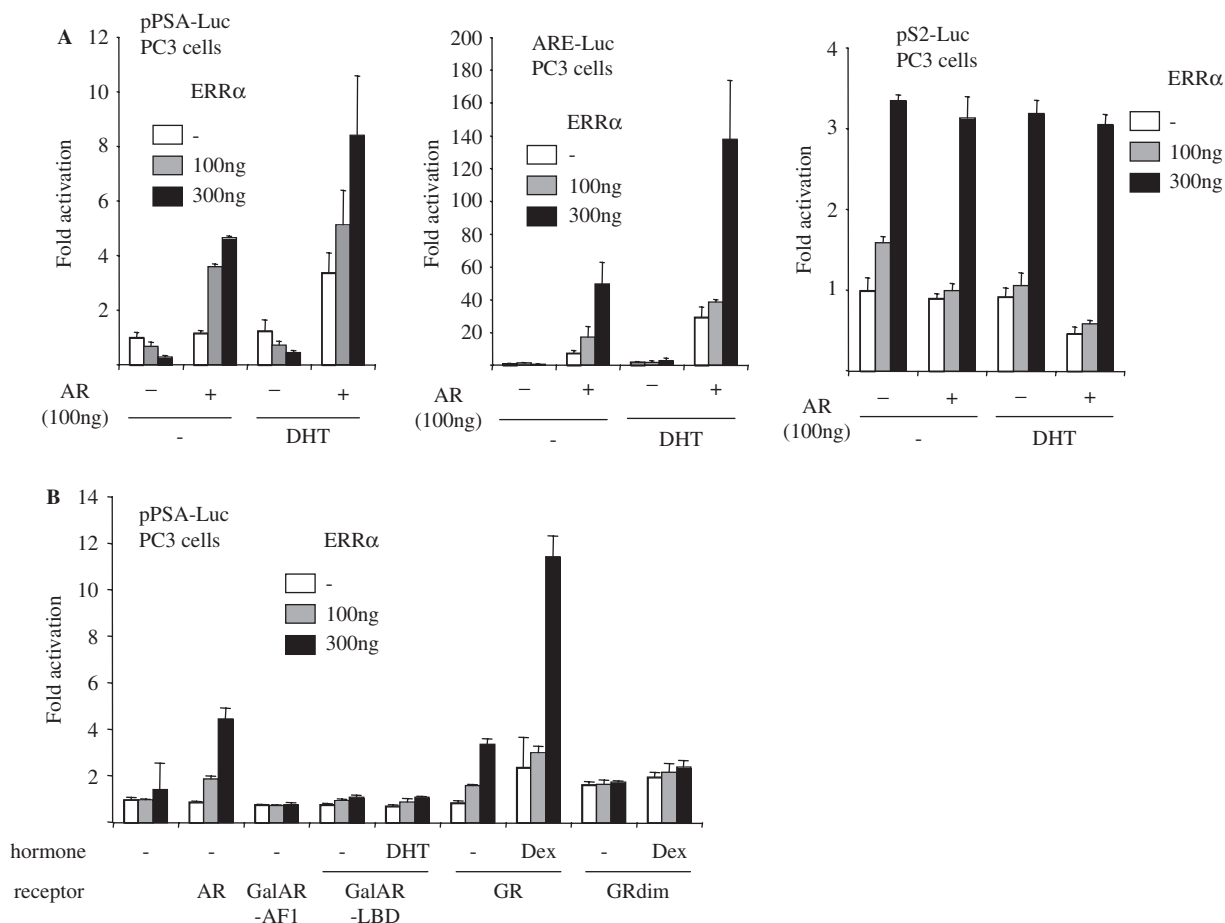 A
pPSA-Luc
PC3 cells
12
10
8
6
4
2
Fold activation
ERRα
-
100ng
300ng
AR
(100ng)
− + − +
- DHT
ARE-Luc
PC3 cells
200
180
160
140
120
100
80
60
40
20
Fold activation
ERRα
-
100ng
300ng
AR
(100ng)
− + − +
- DHT
pS2-Luc
PC3 cells
4
3
2
1
0
Fold activation
ERRα
-
100ng
300ng
AR
(100ng)
− + − +
- DHT
B
pPSA-Luc
PC3 cells
14
12
10
8
6
4
2
Fold activation
ERRα
-
100ng
300ng
hormone - - - - DHT - Dex - Dex
receptor AR GalAR GalAR GR GRdim
-AF1 -LBD